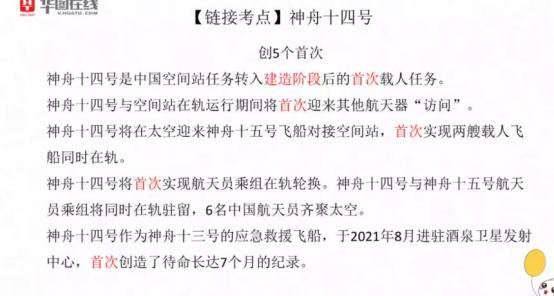 华图在线
V.HUATU.COM
【链接考点】神舟十四号
创5个首次
神舟十四号是中国空间站任务转入建造阶段后的首次载人任务。
神舟十四号与空间站在轨运行期间将首次迎来其他航天器“访问”。
神舟十四号将在太空迎来神舟十五号飞船对接空间站，首次实现两艘载人飞
船同时在轨。
神舟十四号将首次实现航天员乘组在轨轮换。神舟十四号与神舟十五号航天
员乘组将同时在轨驻留，6名中国航天员齐聚太空。
神舟十四号作为神舟十三号的应急救援飞船，于2021年8月进驻酒泉卫星发射
中心，首次创造了待命长达7个月的纪录。